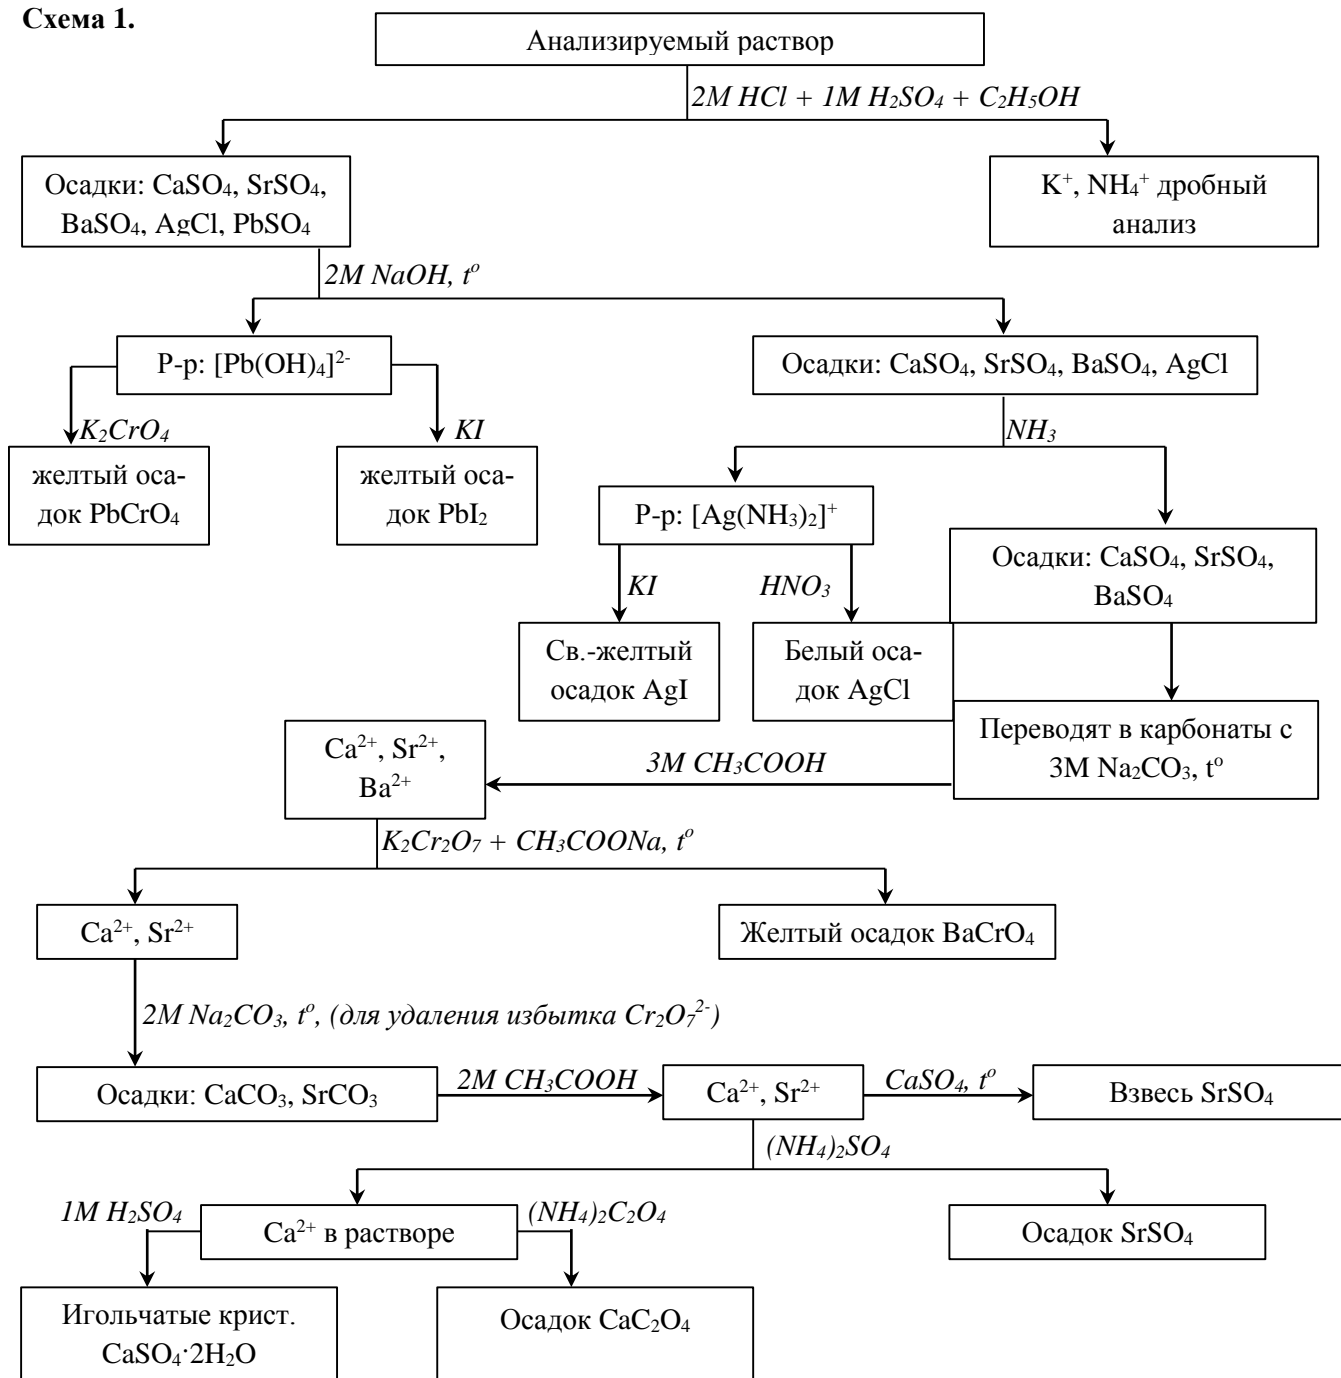 Схема 1.
Анализируемый раствор
2M HCl + 1M H₂SO₄ + C₂H₅OH
Осадки: CaSO₄, SrSO₄,
BaSO₄, AgCl, PbSO₄
K⁺, NH₄⁺ дробный
анализ
2M NaOH, tº
Р-р: [Pb(OH)₄]²⁻
Осадки: CaSO₄, SrSO₄, BaSO₄, AgCl
K₂CrO₄
KI
NH₃
желтый оса-
док PbCrO₄
желтый оса-
док PbI₂
Р-р: [Ag(NH₃)₂]⁺
Осадки: CaSO₄, SrSO₄,
BaSO₄
KI
HNO₃
Св.-желтый
осадок AgI
Белый оса-
док AgCl
Переводят в карбонаты с
3M Na₂CO₃, tº
Ca²⁺, Sr²⁺,
Ba²⁺
3M CH₃COOH
K₂Cr₂O₇ + CH₃COONa, tº
Ca²⁺, Sr²⁺
Желтый осадок BaCrO₄
2M Na₂CO₃, tº, (для удаления избытка Cr₂O₇²⁻)
Осадки: CaCO₃, SrCO₃
2M CH₃COOH
Ca²⁺, Sr²⁺
CaSO₄, tº
Взвесь SrSO₄
(NH₄)₂SO₄
1M H₂SO₄
Ca²⁺ в растворе
(NH₄)₂C₂O₄
Осадок SrSO₄
Игольчатые крист.
CaSO₄·2H₂O
Осадок CaC₂O₄